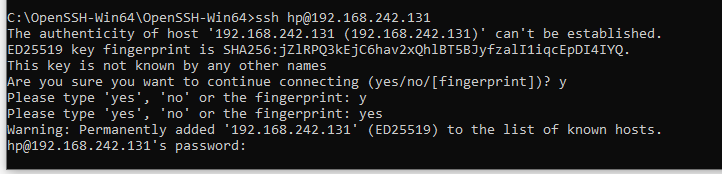 C:\OpenSSH-Win64\OpenSSH-Win64>ssh hp@192.168.242.131
The authenticity of host '192.168.242.131 (192.168.242.131)' can't be established.
ED25519 key fingerprint is SHA256:jZlRPQ3kEjC6hav2xQhlBT5BJyfzalI1iqcEpDI4IYQ.
This key is not known by any other names
Are you sure you want to continue connecting (yes/no/[fingerprint])? y
Please type 'yes', 'no' or the fingerprint: y
Please type 'yes', 'no' or the fingerprint: yes
Warning: Permanently added '192.168.242.131' (ED25519) to the list of known hosts.
hp@192.168.242.131's password: